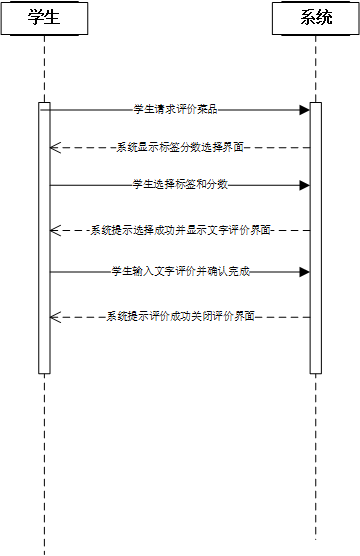 学生
系统
学生请求评价菜品
系统显示标签分数选择界面
学生选择标签和分数
系统提示选择成功并显示文字评价界面
学生输入文字评价并确认完成
系统提示评价成功关闭评价界面